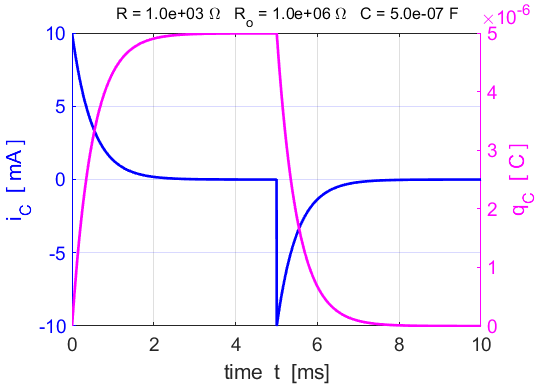 R = 1.0e+03 Ω   Rₒ = 1.0e+06 Ω   C = 5.0e-07 F
×10⁻⁶
10
5
0
-5
-10
i_C [ mA ]
5
4
3
2
1
0
q_C [ C ]
0 2 4 6 8 10
time t [ms]